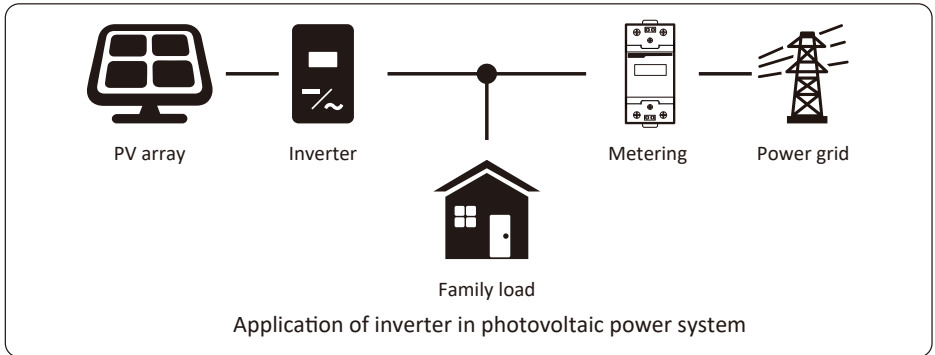 PV array
Inverter
Metering
Power grid
Family load
Application of inverter in photovoltaic power system